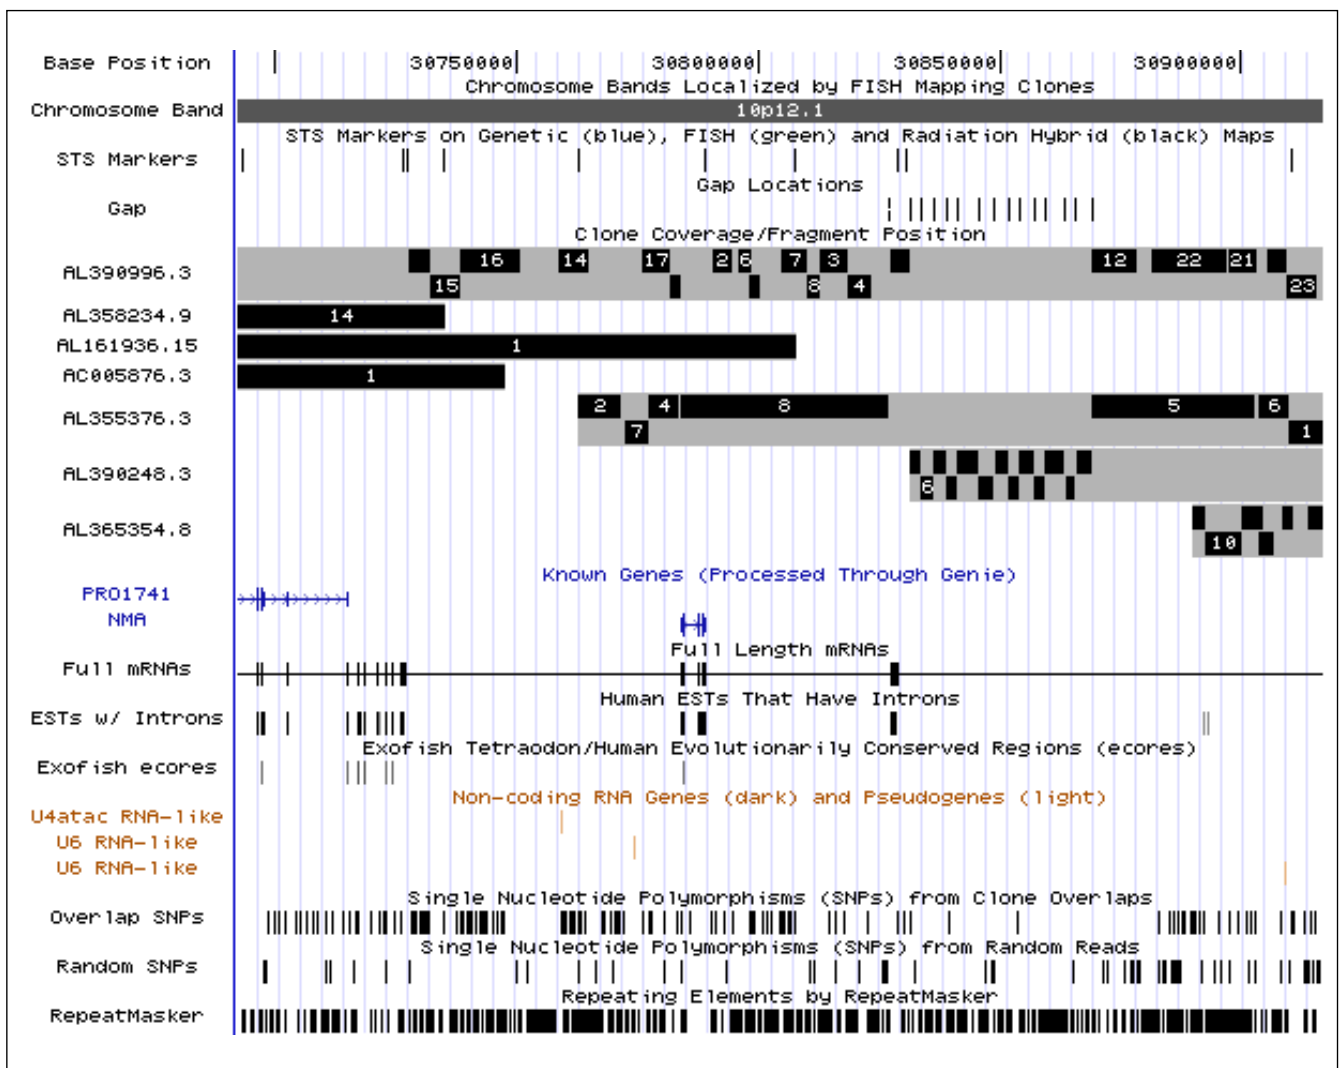 Base Position 30750000| 30800000| 30850000| 30900000|
Chromosome Bands Localized by FISH Mapping Clones
Chromosome Band 10p12.1
STS Markers on Genetic (blue), FISH (green) and Radiation Hybrid (black) Maps
STS Markers
Gap Locations
Gap
Clone Coverage/Fragment Position
16 14 17 2 6 7 3 12 22 21
AL390996.3
15 8 4 23
AL358234.9 14
AL161936.15 1
AC005876.3 1
2 4 8 5 6
AL355376.3
7 1
AL390248.3
6
AL365354.8
10
Known Genes (Processed Through Genie)
PRO1741
NMA
Full Length mRNAs
Full mRNAs
Human ESTs That Have Introns
ESTs w/ Introns
Exofish Tetraodon/Human Evolutionarily Conserved Regions (ecores)
Exofish ecores
Non-coding RNA Genes (dark) and Pseudogenes (light)
U4atac RNA-like
U6 RNA-like
U6 RNA-like
Single Nucleotide Polymorphisms (SNPs) from Clone Overlaps
Overlap SNPs
Single Nucleotide Polymorphisms (SNPs) from Random Reads
Random SNPs
Repeating Elements by RepeatMasker
RepeatMasker